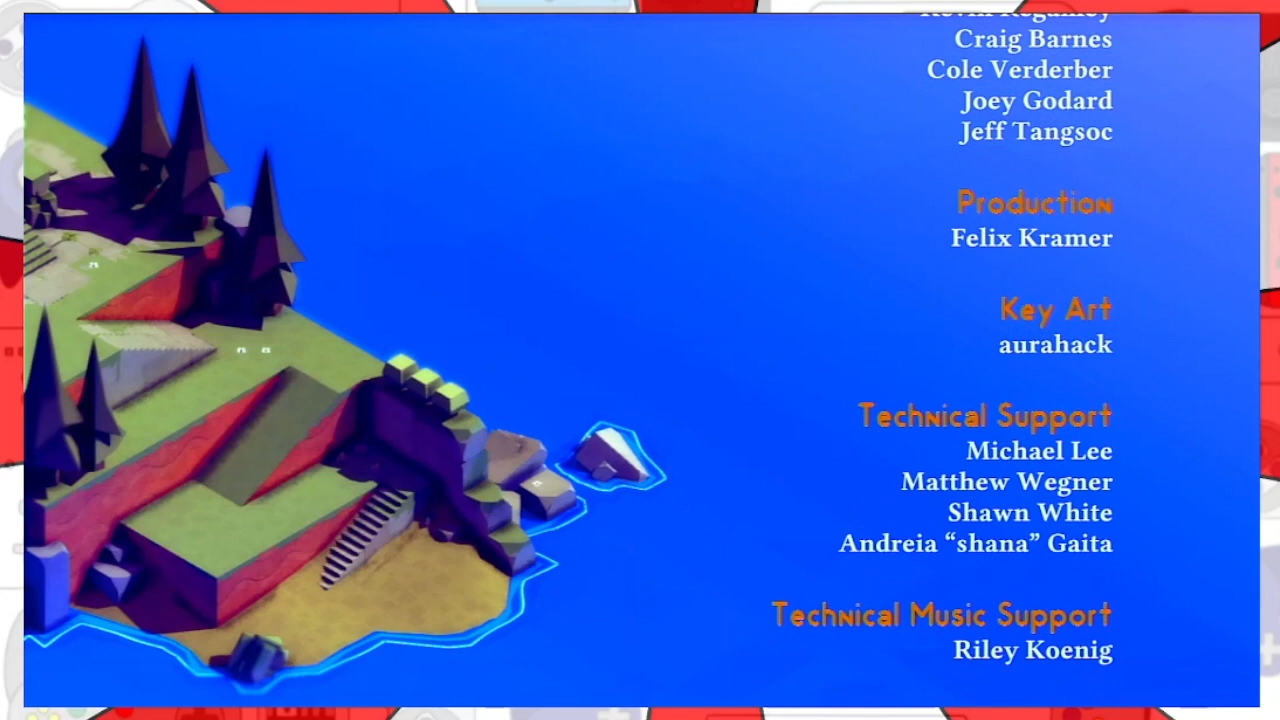 Craig Barnes
Cole Verderber
Joey Godard
Jeff Tangsoc
Production
Felix Kramer
Key Art
aurahack
Technical Support
Michael Lee
Matthew Wegner
Shawn White
Andreia “shana” Gaita
Technical Music Support
Riley Koenig